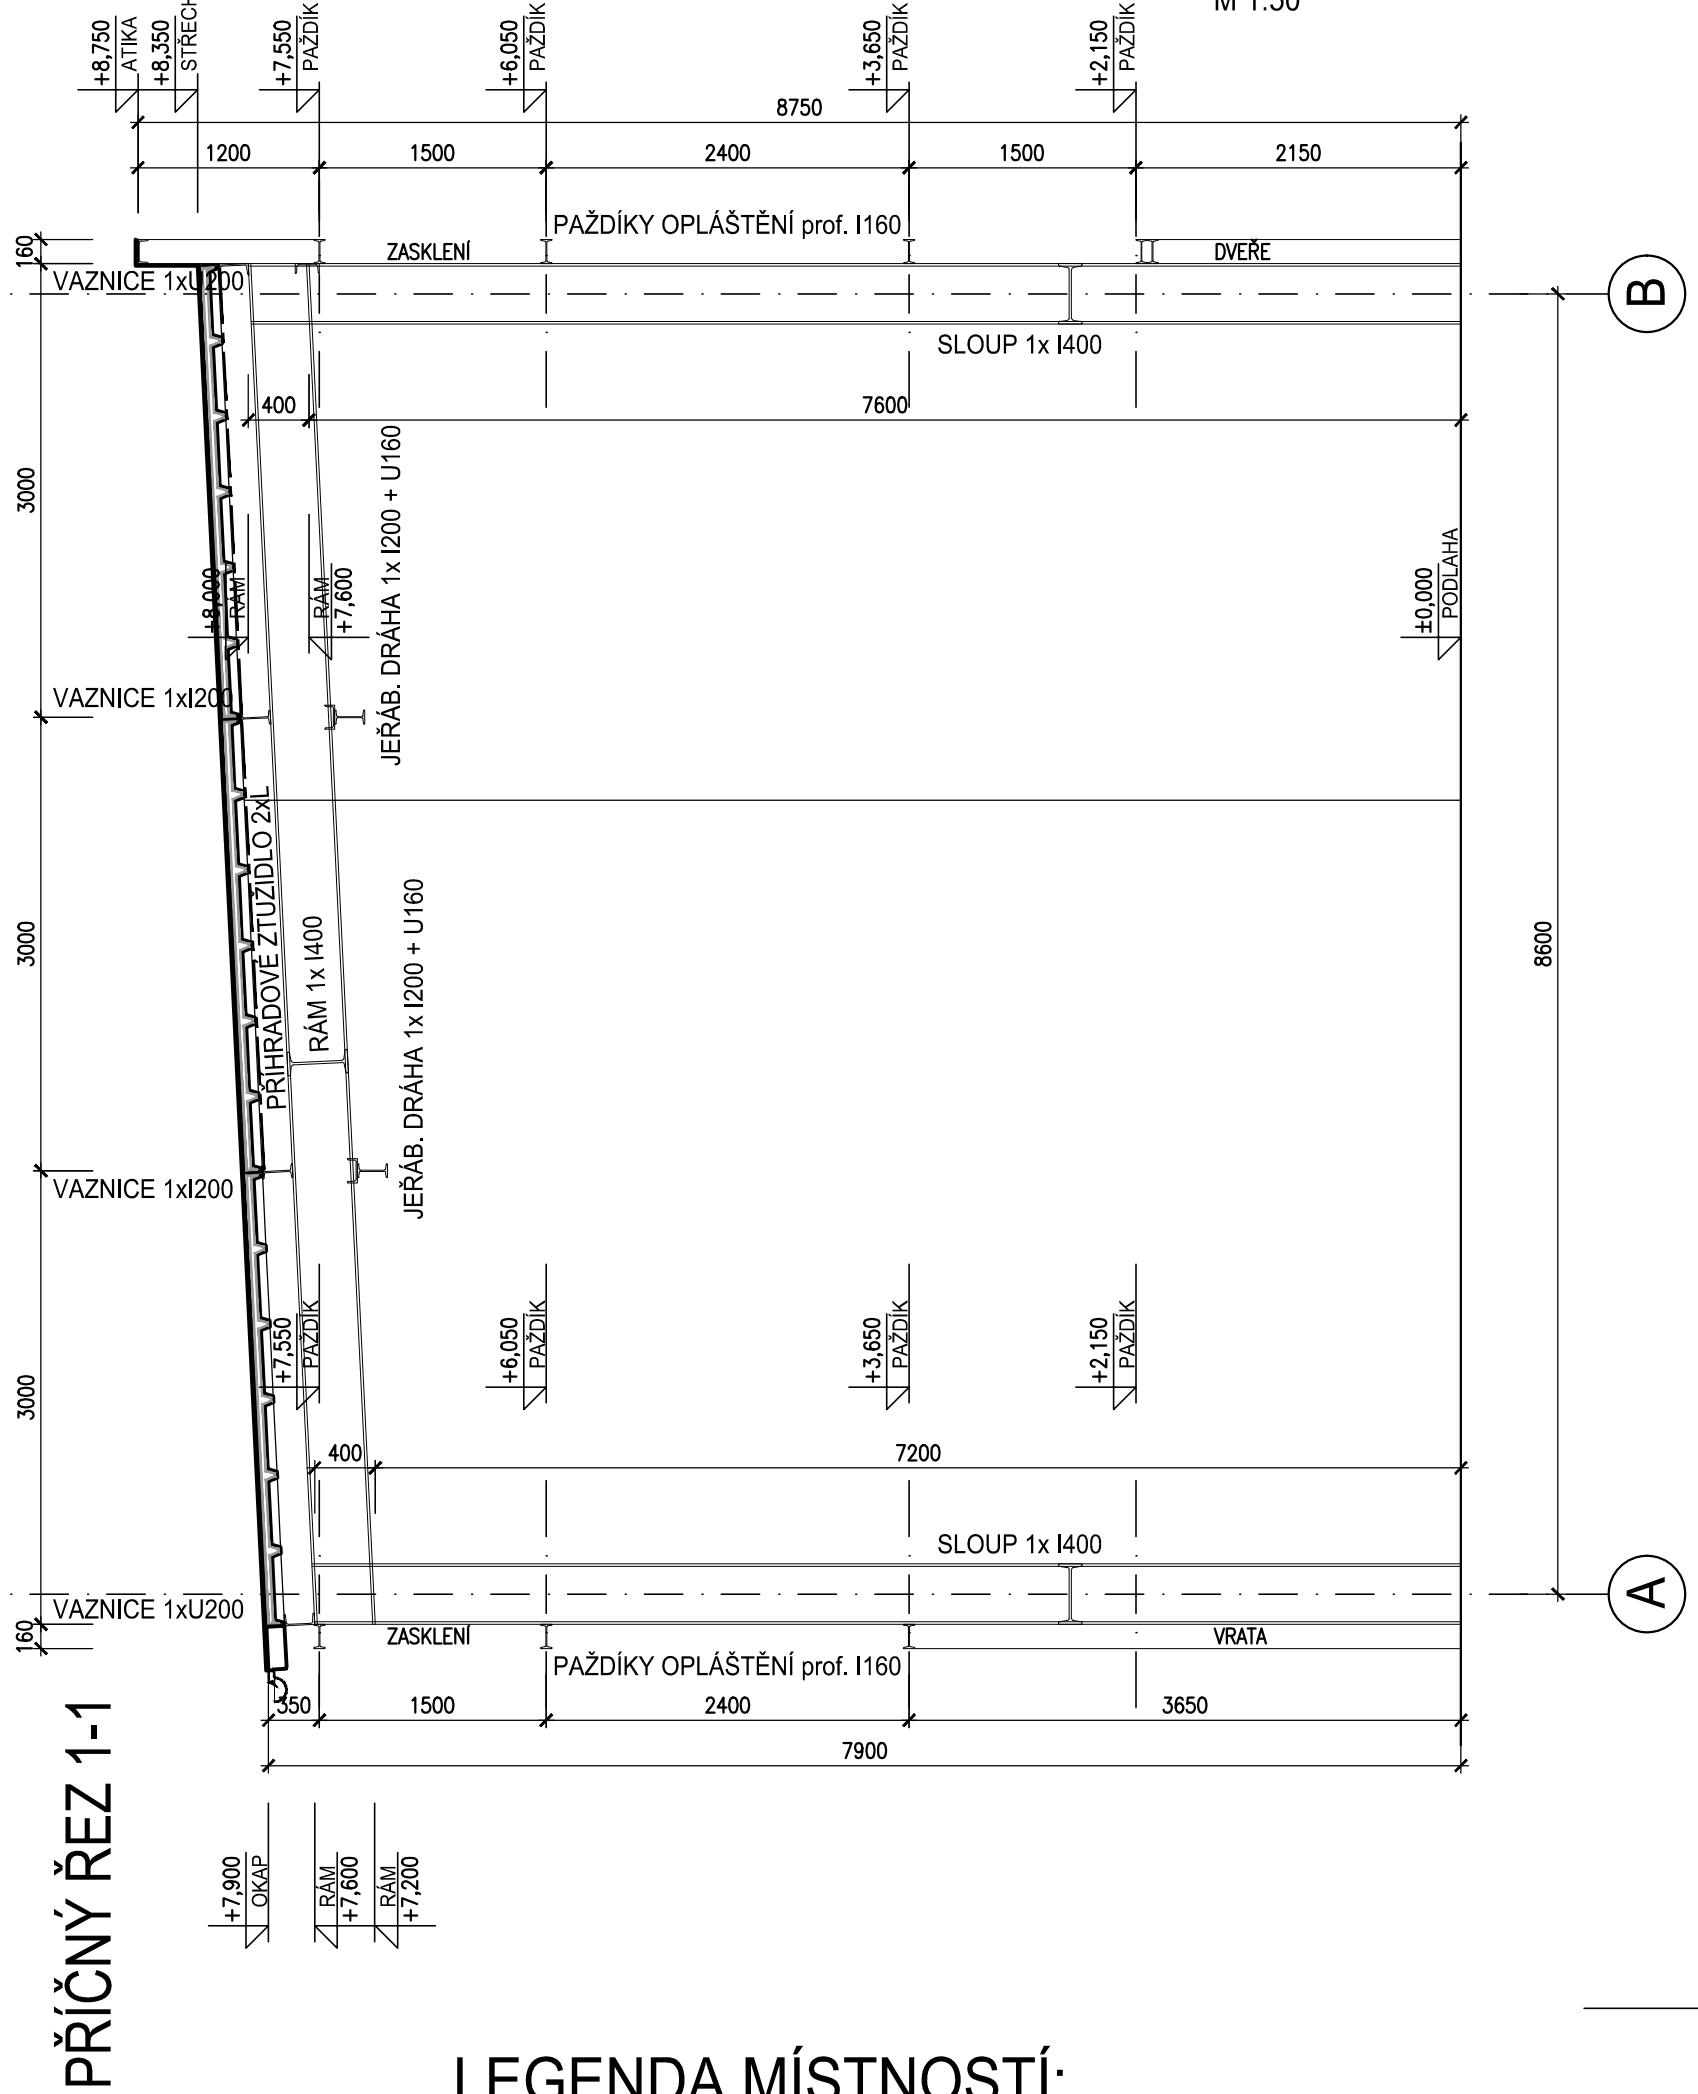 M 1:50
+8,750
ATIKA
+8,350
+7,550
PAŽDÍK
+6,050
PAŽDÍK
+3,650
PAŽDÍK
+2,150
PAŽDÍK
8750
1200
1500
2400
1500
2150
160
PAŽDÍKY OPLÁŠTĚNÍ prof. I160
ZASKLENÍ
DVEŘE
VAZNICE 1xU200
B
SLOUP 1x I400
400
7600
3000
JEŘÁB. DRÁHA 1x I200 + U160
+8,000
RÁM
RÁM
+7,600
±0,000
PODLAHA
VAZNICE 1xI200
PŘÍHRADOVÉ ZTUŽIDLO 2xL
RÁM 1x I400
JEŘÁB. DRÁHA 1x I200 + U160
3000
8600
VAZNICE 1xI200
+7,550
PAŽDÍK
+6,050
PAŽDÍK
+3,650
PAŽDÍK
+2,150
PAŽDÍK
3000
400
7200
SLOUP 1x I400
A
VAZNICE 1xU200
160
ZASKLENÍ
VRATA
PAŽDÍKY OPLÁŠTĚNÍ prof. I160
350
1500
2400
3650
7900
PŘÍČNÝ ŘEZ 1-1
+7,900
OKAP
RÁM
+7,600
RÁM
+7,200
LEGENDA MÍSTNOSTÍ: